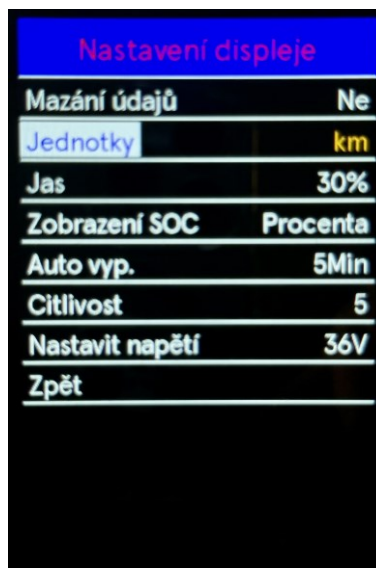 Nastavení displeje
Mazání údajů Ne
Jednotky km
Jas 30%
Zobrazení SOC Procenta
Auto vyp. 5Min
Citlivost 5
Nastavit napětí 36V
Zpět